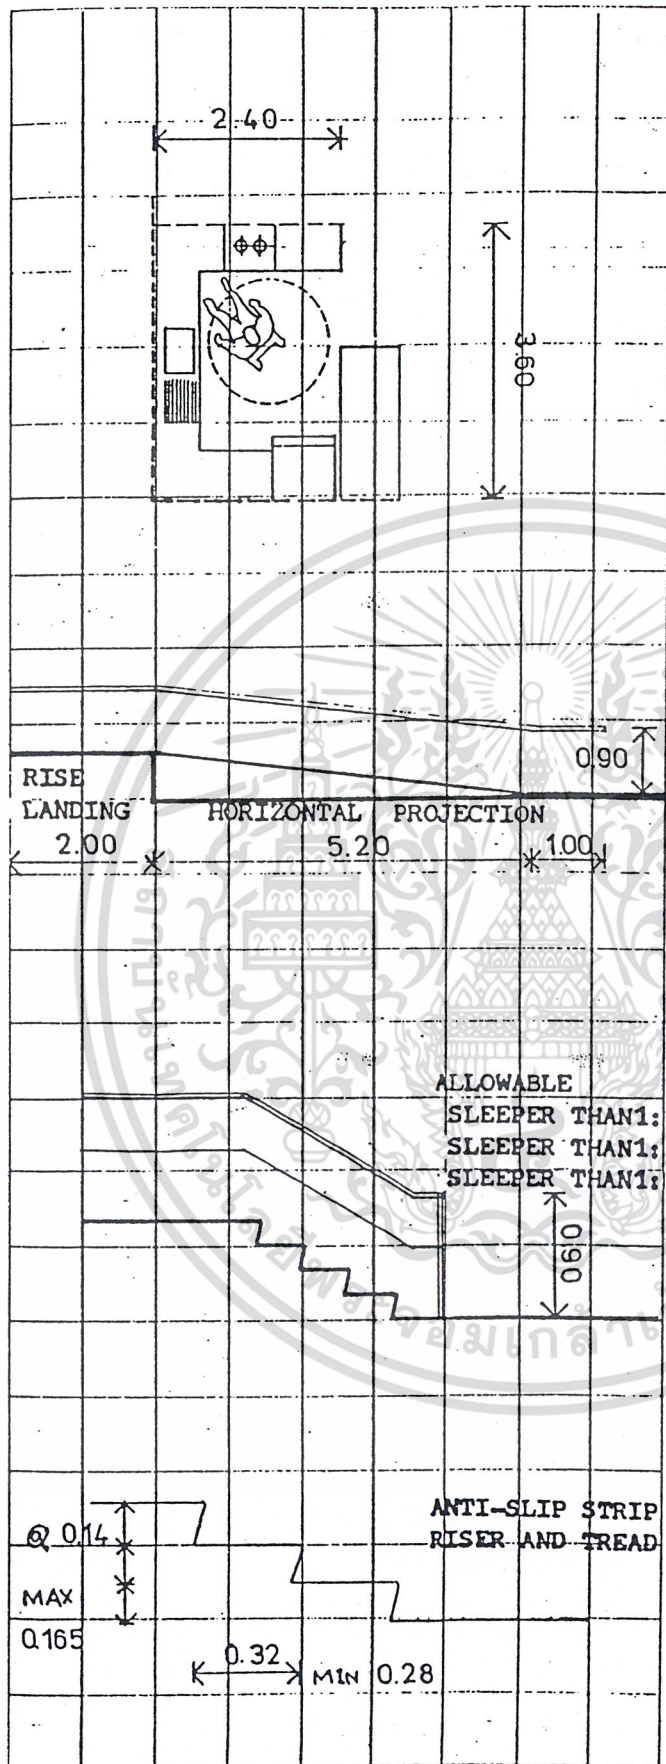 2.40
3.60
0.90
RISE
LANDING HORIZONTAL PROJECTION
2.00 5.20 1.00
ALLOWABLE
SLEEPER THAN1:
SLEEPER THAN1:
SLEEPER THAN1:
0.90
ANTI-SLIP STRIP
RISER AND TREAD
@ 0.14
MAX
0.165
0.32 MIN 0.28